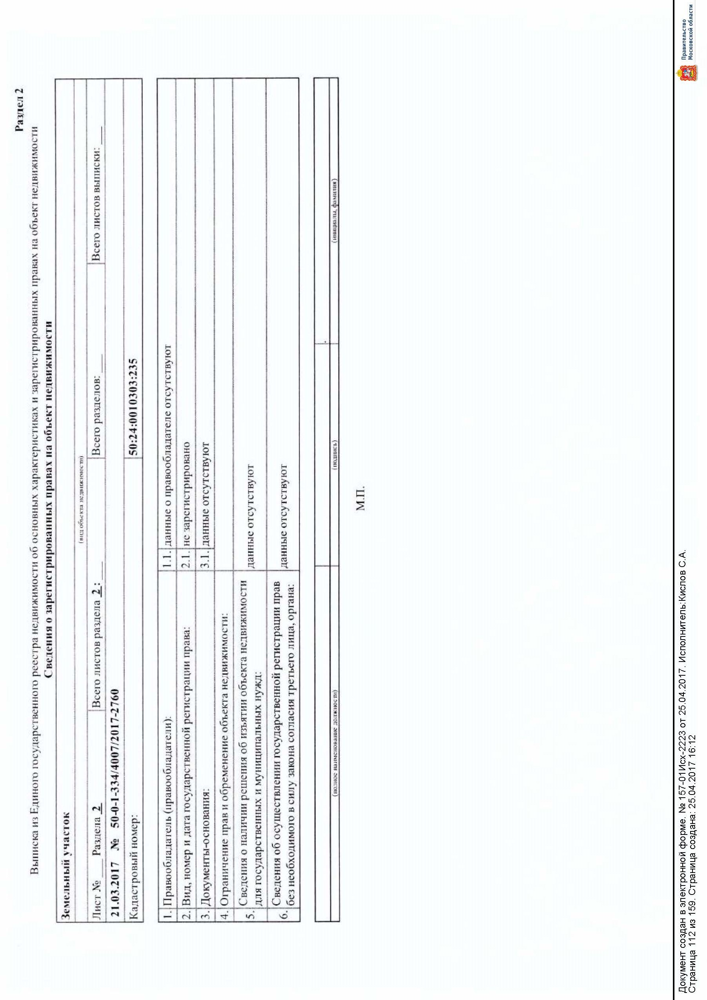 Раздел 2
Выписка из Единого государственного реестра недвижимости об основных характеристиках и зарегистрированных правах на объект недвижимости
Сведения о зарегистрированных правах на объект недвижимости
Земельный участок
(вид объекта недвижимости)
Лист № ___ Раздела 2 Всего листов раздела 2 : ___ Всего разделов: ___ Всего листов выписки: ___
21.03.2017 № 50-0-1-334/4007/2017-2760
Кадастровый номер: 50:24:0010303:235
1. Правообладатель (правообладатели): 1.1. данные о правообладателе отсутствуют
2. Вид, номер и дата государственной регистрации права: 2.1. не зарегистрировано
3. Документы-основания: 3.1. данные отсутствуют
4. Ограничение прав и обременение объекта недвижимости:
5. Сведения о наличии решения об изъятии объекта недвижимости
для государственных и муниципальных нужд: данные отсутствуют
6. Сведения об осуществлении государственной регистрации прав
без необходимого в силу закона согласия третьего лица, органа: данные отсутствуют
(полное наименование должности) (подпись) (инициалы, фамилия)
М.П.
Документ создан в электронной форме. № 157-01Исх-2223 от 25.04.2017. Исполнитель:Кислов С.А.
Страница 112 из 159. Страница создана: 25.04.2017 16:12
Правительство
Московской области